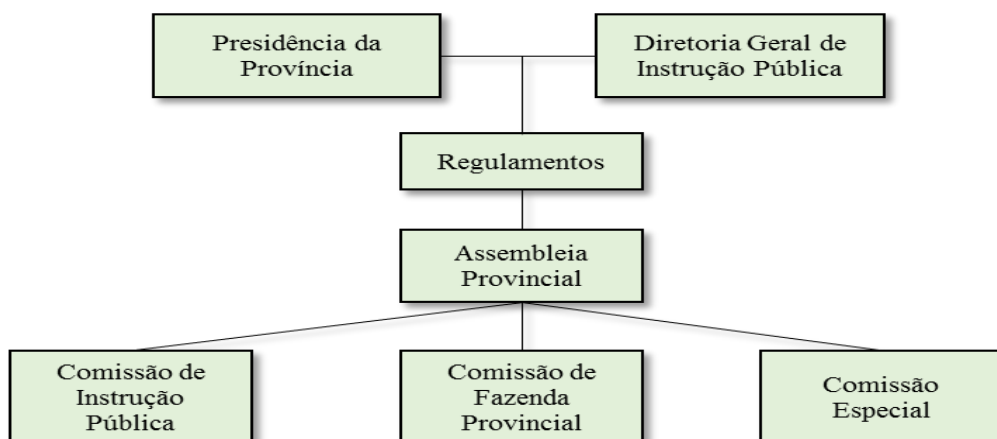 Presidência da
Província
Diretoria Geral de
Instrução Pública
Regulamentos
Assembleia
Provincial
Comissão de
Instrução
Pública
Comissão de
Fazenda
Provincial
Comissão
Especial